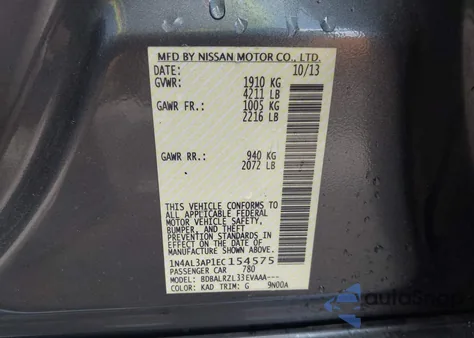 MFD BY NISSAN MOTOR CO., LTD.
DATE: 10/13
GVWR: 1910 KG
4211 LB
GAWR FR.: 1005 KG
2216 LB
GAWR RR.: 940 KG
2072 LB
THIS VEHICLE CONFORMS TO
ALL APPLICABLE FEDERAL
MOTOR VEHICLE SAFETY,
BUMPER, AND THEFT
PREVENTION STANDARDS
IN EFFECT ON THE DATE OF
MANUFACTURE SHOWN ABOVE.
1N4AL3AP1EC154575
PASSENGER CAR 780
MODEL: BDBALRZL33EVAAA---
COLOR: KAD TRIM: G 9N00A
autoSnap